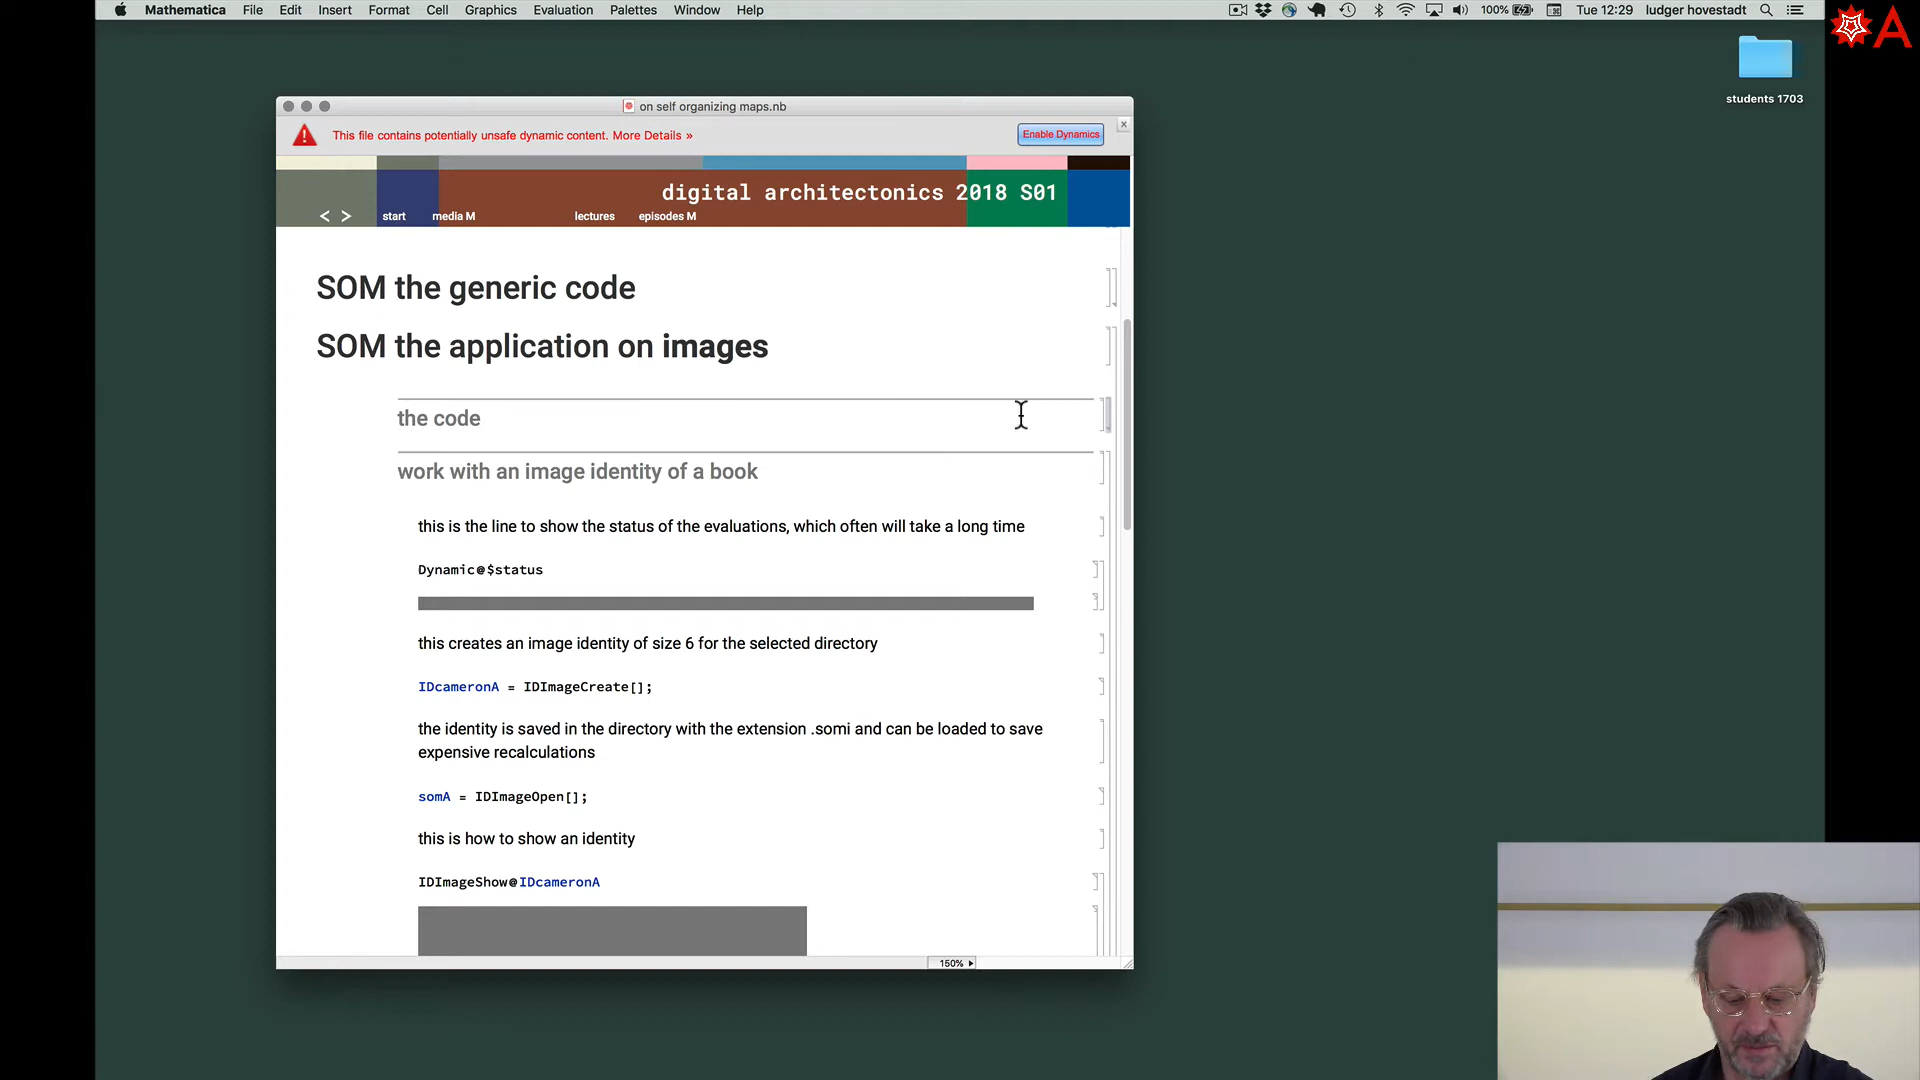 Mathematica File Edit Insert Format Cell Graphics Evaluation Palettes Window Help 100% Tue 12:29 ludger hovestadt
A
students 1703
on self organizing maps.nb
This file contains potentially unsafe dynamic content. More Details »
Enable Dynamics
digital architectonics 2018 S01
< > start media M lectures episodes M
SOM the generic code
SOM the application on images
the code
work with an image identity of a book
this is the line to show the status of the evaluations, which often will take a long time
Dynamic@$status
this creates an image identity of size 6 for the selected directory
IDcameronA = IDImageCreate[];
the identity is saved in the directory with the extension .somi and can be loaded to save
expensive recalculations
somA = IDImageOpen[];
this is how to show an identity
IDImageShow@IDcameronA
150%